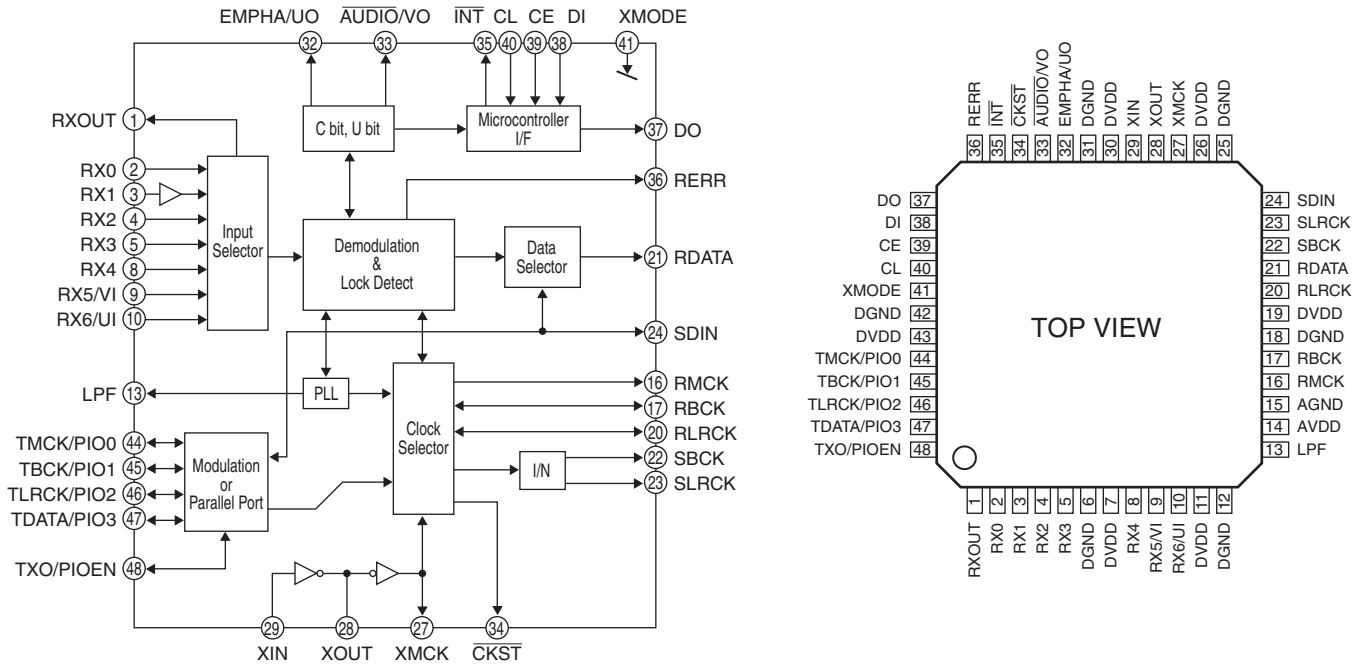 EMPHA/UO AUDIO/VO INT CL CE DI XMODE
32 33 35 40 39 38 41
RXOUT 1
C bit, U bit
Microcontroller
I/F
37 DO
RX0 2
RX1 3
RX2 4
RX3 5
RX4 8
RX5/VI 9
RX6/UI 10
Input
Selector
36 RERR
Demodulation
&
Lock Detect
Data
Selector
21 RDATA
24 SDIN
LPF 13
PLL
Clock
Selector
16 RMCK
17 RBCK
20 RLRCK
22 SBCK
23 SLRCK
I/N
TMCK/PIO0 44
TBCK/PIO1 45
TLRCK/PIO2 46
TDATA/PIO3 47
TXO/PIOEN 48
Modulation
or
Parallel Port
29 28 27 34
XIN XOUT XMCK CKST
RERR
INT
CKST
AUDIO/VO
EMPHA/UO
DGND
DVDD
XIN
XOUT
XMCK
DVDD
DGND
36 35 34 33 32 31 30 29 28 27 26 25
DO 37
DI 38
CE 39
CL 40
XMODE 41
DGND 42
DVDD 43
TMCK/PIO0 44
TBCK/PIO1 45
TLRCK/PIO2 46
TDATA/PIO3 47
TXO/PIOEN 48
TOP VIEW
24 SDIN
23 SLRCK
22 SBCK
21 RDATA
20 RLRCK
19 DVDD
18 DGND
17 RBCK
16 RMCK
15 AGND
14 AVDD
13 LPF
1 2 3 4 5 6 7 8 9 10 11 12
RXOUT
RX0
RX1
RX2
RX3
DGND
DVDD
RX4
RX5/VI
RX6/UI
DVDD
DGND